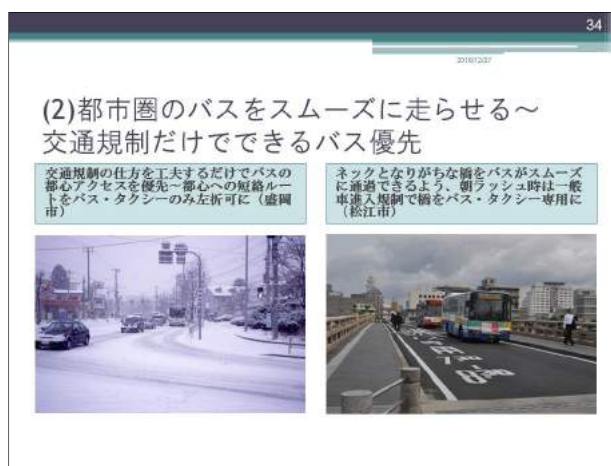 34
(2)都市圏のバスをスムーズに走らせる～
交通規制だけでできるバス優先
交通規制の仕方を工夫するだけでバスの
都心アクセスを優先～都心への短絡ルー
トをバス・タクシーのみ左折可に（盛岡
市）
ネックとなりがちな橋をバスがスムーズ
に通過できるよう、朝ラッシュ時は一般
車進入規制で橋をバス・タクシー専用に
（松江市）